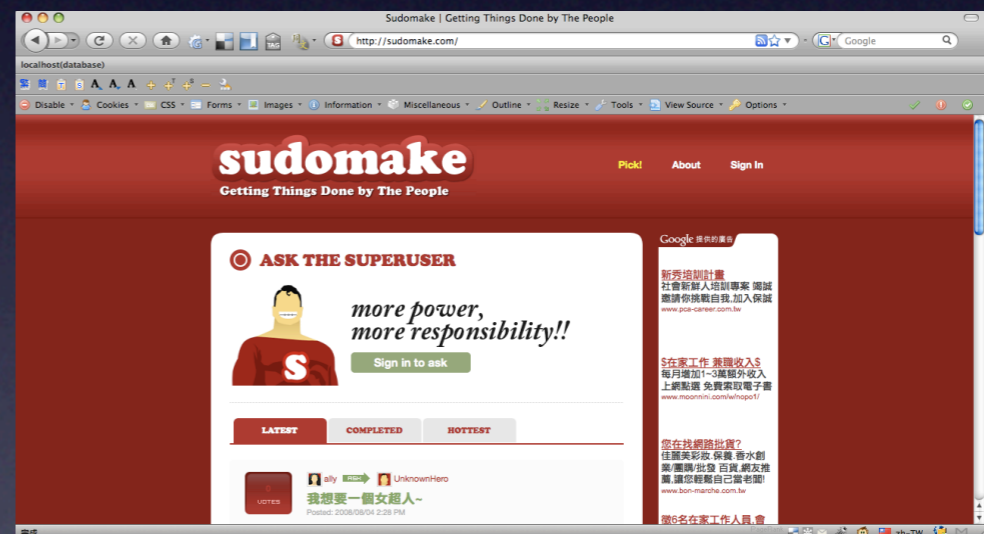 Sudomake | Getting Things Done by The People
http://sudomake.com/
Google
localhost(database)
Disable
Cookies
CSS
Forms
Images
Information
Miscellaneous
Outline
Resize
Tools
View Source
Options
sudomake
Getting Things Done by The People
Pick!
About
Sign In
ASK THE SUPERUSER
more power,
more responsibility!!
Sign in to ask
LATEST
COMPLETED
HOTTEST
VOTES
ally ASK UnknownHero
我想要一個女超人~
Posted: 2008/08/04 2:28 PM
Google 提供的廣告
新秀培訓計畫
社會新鮮人培訓專案 竭誠
邀請你挑戰自我,加入保誠
www.pca-career.com.tw
$在家工作 兼職收入$
每月增加1~3萬額外收入
上網點選 免費索取電子書
www.moonnini.com/w/nopo1/
您在找網路批貨?
佳麗美彩妝.保養.香水創
業/團購/批發 百貨,網友推
薦,讓您輕鬆自己當老闆!
www.bon-marche.com.tw
徵6名在家工作人員,會
完成
zh-TW